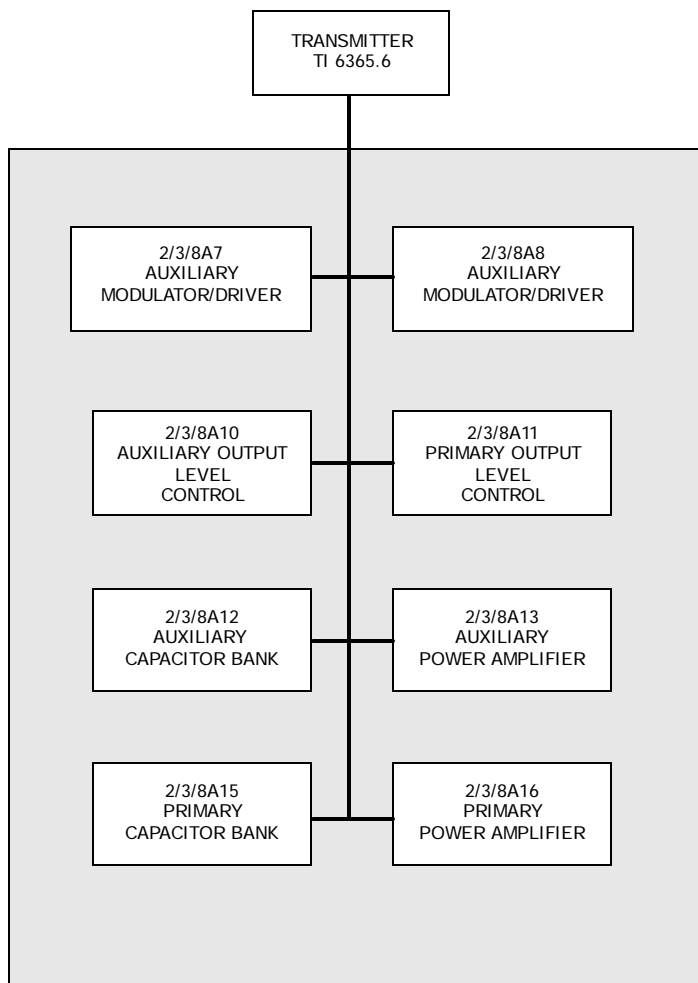 TRANSMITTER
TI 6365.6
2/3/8A7
AUXILIARY
MODULATOR/DRIVER
2/3/8A8
AUXILIARY
MODULATOR/DRIVER
2/3/8A10
AUXILIARY OUTPUT
LEVEL
CONTROL
2/3/8A11
PRIMARY OUTPUT
LEVEL
CONTROL
2/3/8A12
AUXILIARY
CAPACITOR BANK
2/3/8A13
AUXILIARY
POWER AMPLIFIER
2/3/8A15
PRIMARY
CAPACITOR BANK
2/3/8A16
PRIMARY
POWER AMPLIFIER